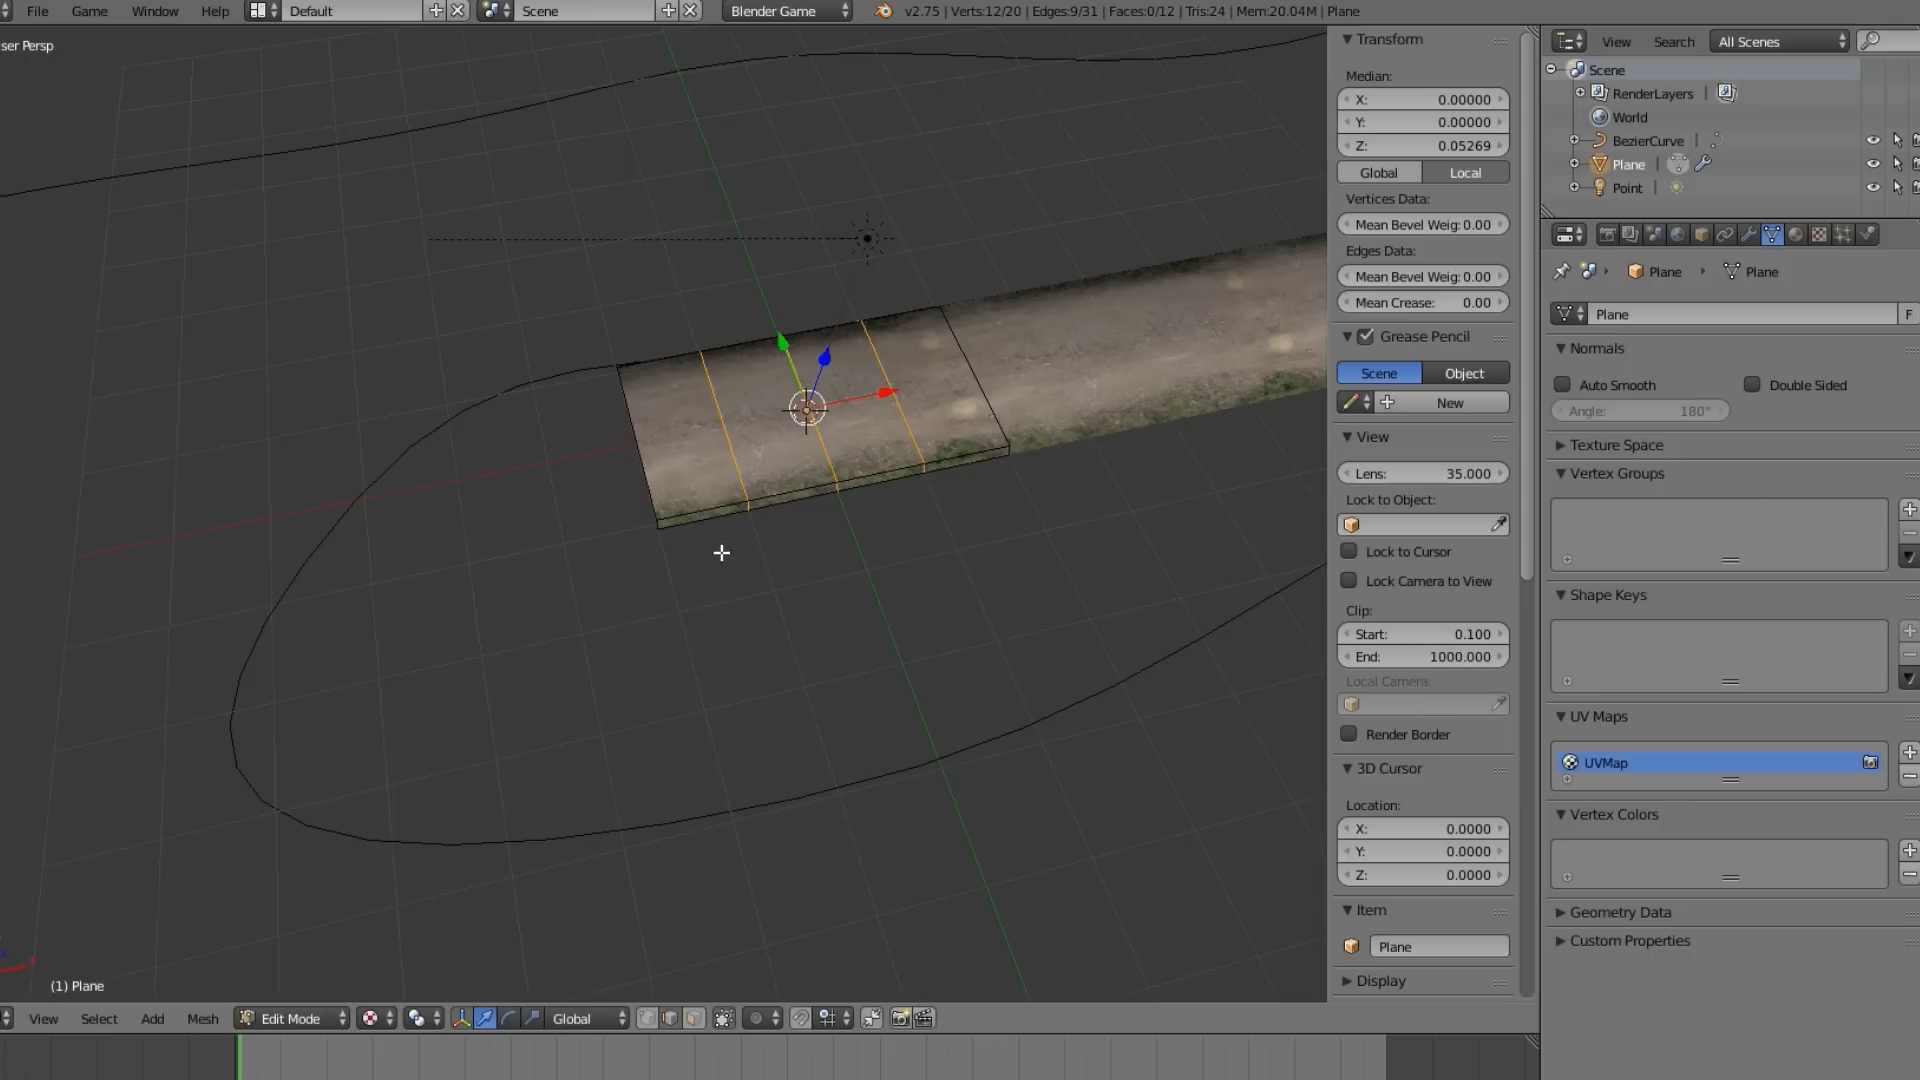 File Game Window Help Default Scene Blender Game v2.75 | Verts:12/20 | Edges:9/31 | Faces:0/12 | Tris:24 | Mem:20.04M | Plane
ser Persp
(1) Plane
View Select Add Mesh Edit Mode Global
Transform
Median:
X: 0.00000
Y: 0.00000
Z: 0.05269
Global Local
Vertices Data:
Mean Bevel Weig: 0.00
Edges Data:
Mean Bevel Weig: 0.00
Mean Crease: 0.00
Grease Pencil
Scene Object
New
View
Lens: 35.000
Lock to Object:
Lock to Cursor
Lock Camera to View
Clip:
Start: 0.100
End: 1000.000
Local Camera:
Render Border
3D Cursor
Location:
X: 0.0000
Y: 0.0000
Z: 0.0000
Item
Plane
Display
View Search All Scenes
Scene
RenderLayers |
World
BezierCurve |
Plane |
Point |
Plane Plane
Plane F
Normals
Auto Smooth Double Sided
Angle: 180°
Texture Space
Vertex Groups
Shape Keys
UV Maps
UVMap
Vertex Colors
Geometry Data
Custom Properties